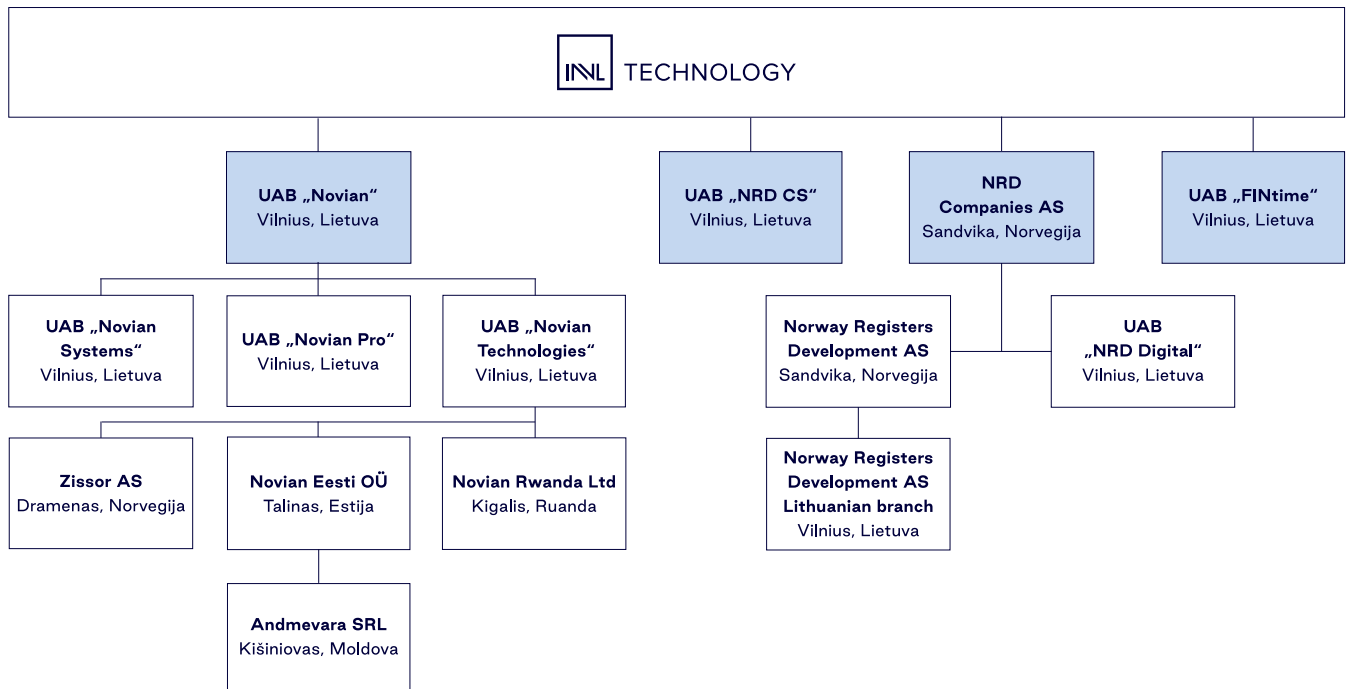 INVL TECHNOLOGY
UAB „Novian“
Vilnius, Lietuva
UAB „NRD CS“
Vilnius, Lietuva
NRD
Companies AS
Sandvika, Norvegija
UAB „FINtime“
Vilnius, Lietuva
UAB „Novian
Systems“
Vilnius, Lietuva
UAB „Novian Pro“
Vilnius, Lietuva
UAB „Novian
Technologies“
Vilnius, Lietuva
Norway Registers
Development AS
Sandvika, Norvegija
UAB
„NRD Digital“
Vilnius, Lietuva
Zissor AS
Dramenas, Norvegija
Novian Eesti OÜ
Talinas, Estija
Novian Rwanda Ltd
Kigalis, Ruanda
Norway Registers
Development AS
Lithuanian branch
Vilnius, Lietuva
Andmevara SRL
Kišiniovas, Moldova